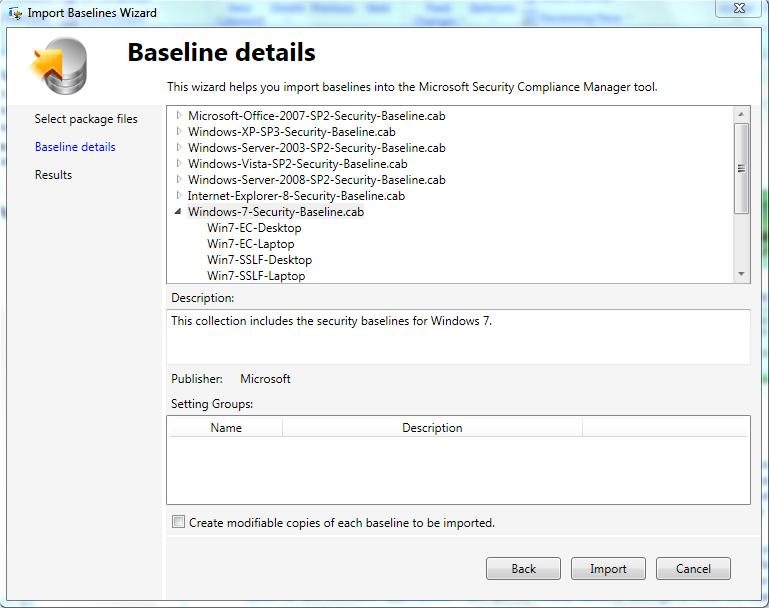 Import Baselines Wizard
Baseline details
This wizard helps you import baselines into the Microsoft Security Compliance Manager tool.
Select package files
Baseline details
Results
Microsoft-Office-2007-SP2-Security-Baseline.cab
Windows-XP-SP3-Security-Baseline.cab
Windows-Server-2003-SP2-Security-Baseline.cab
Windows-Vista-SP2-Security-Baseline.cab
Windows-Server-2008-SP2-Security-Baseline.cab
Internet-Explorer-8-Security-Baseline.cab
Windows-7-Security-Baseline.cab
Win7-EC-Desktop
Win7-EC-Laptop
Win7-SSLF-Desktop
Win7-SSLF-Laptop
Description:
This collection includes the security baselines for Windows 7.
Publisher: Microsoft
Setting Groups:
Name Description
Create modifiable copies of each baseline to be imported.
Back Import Cancel